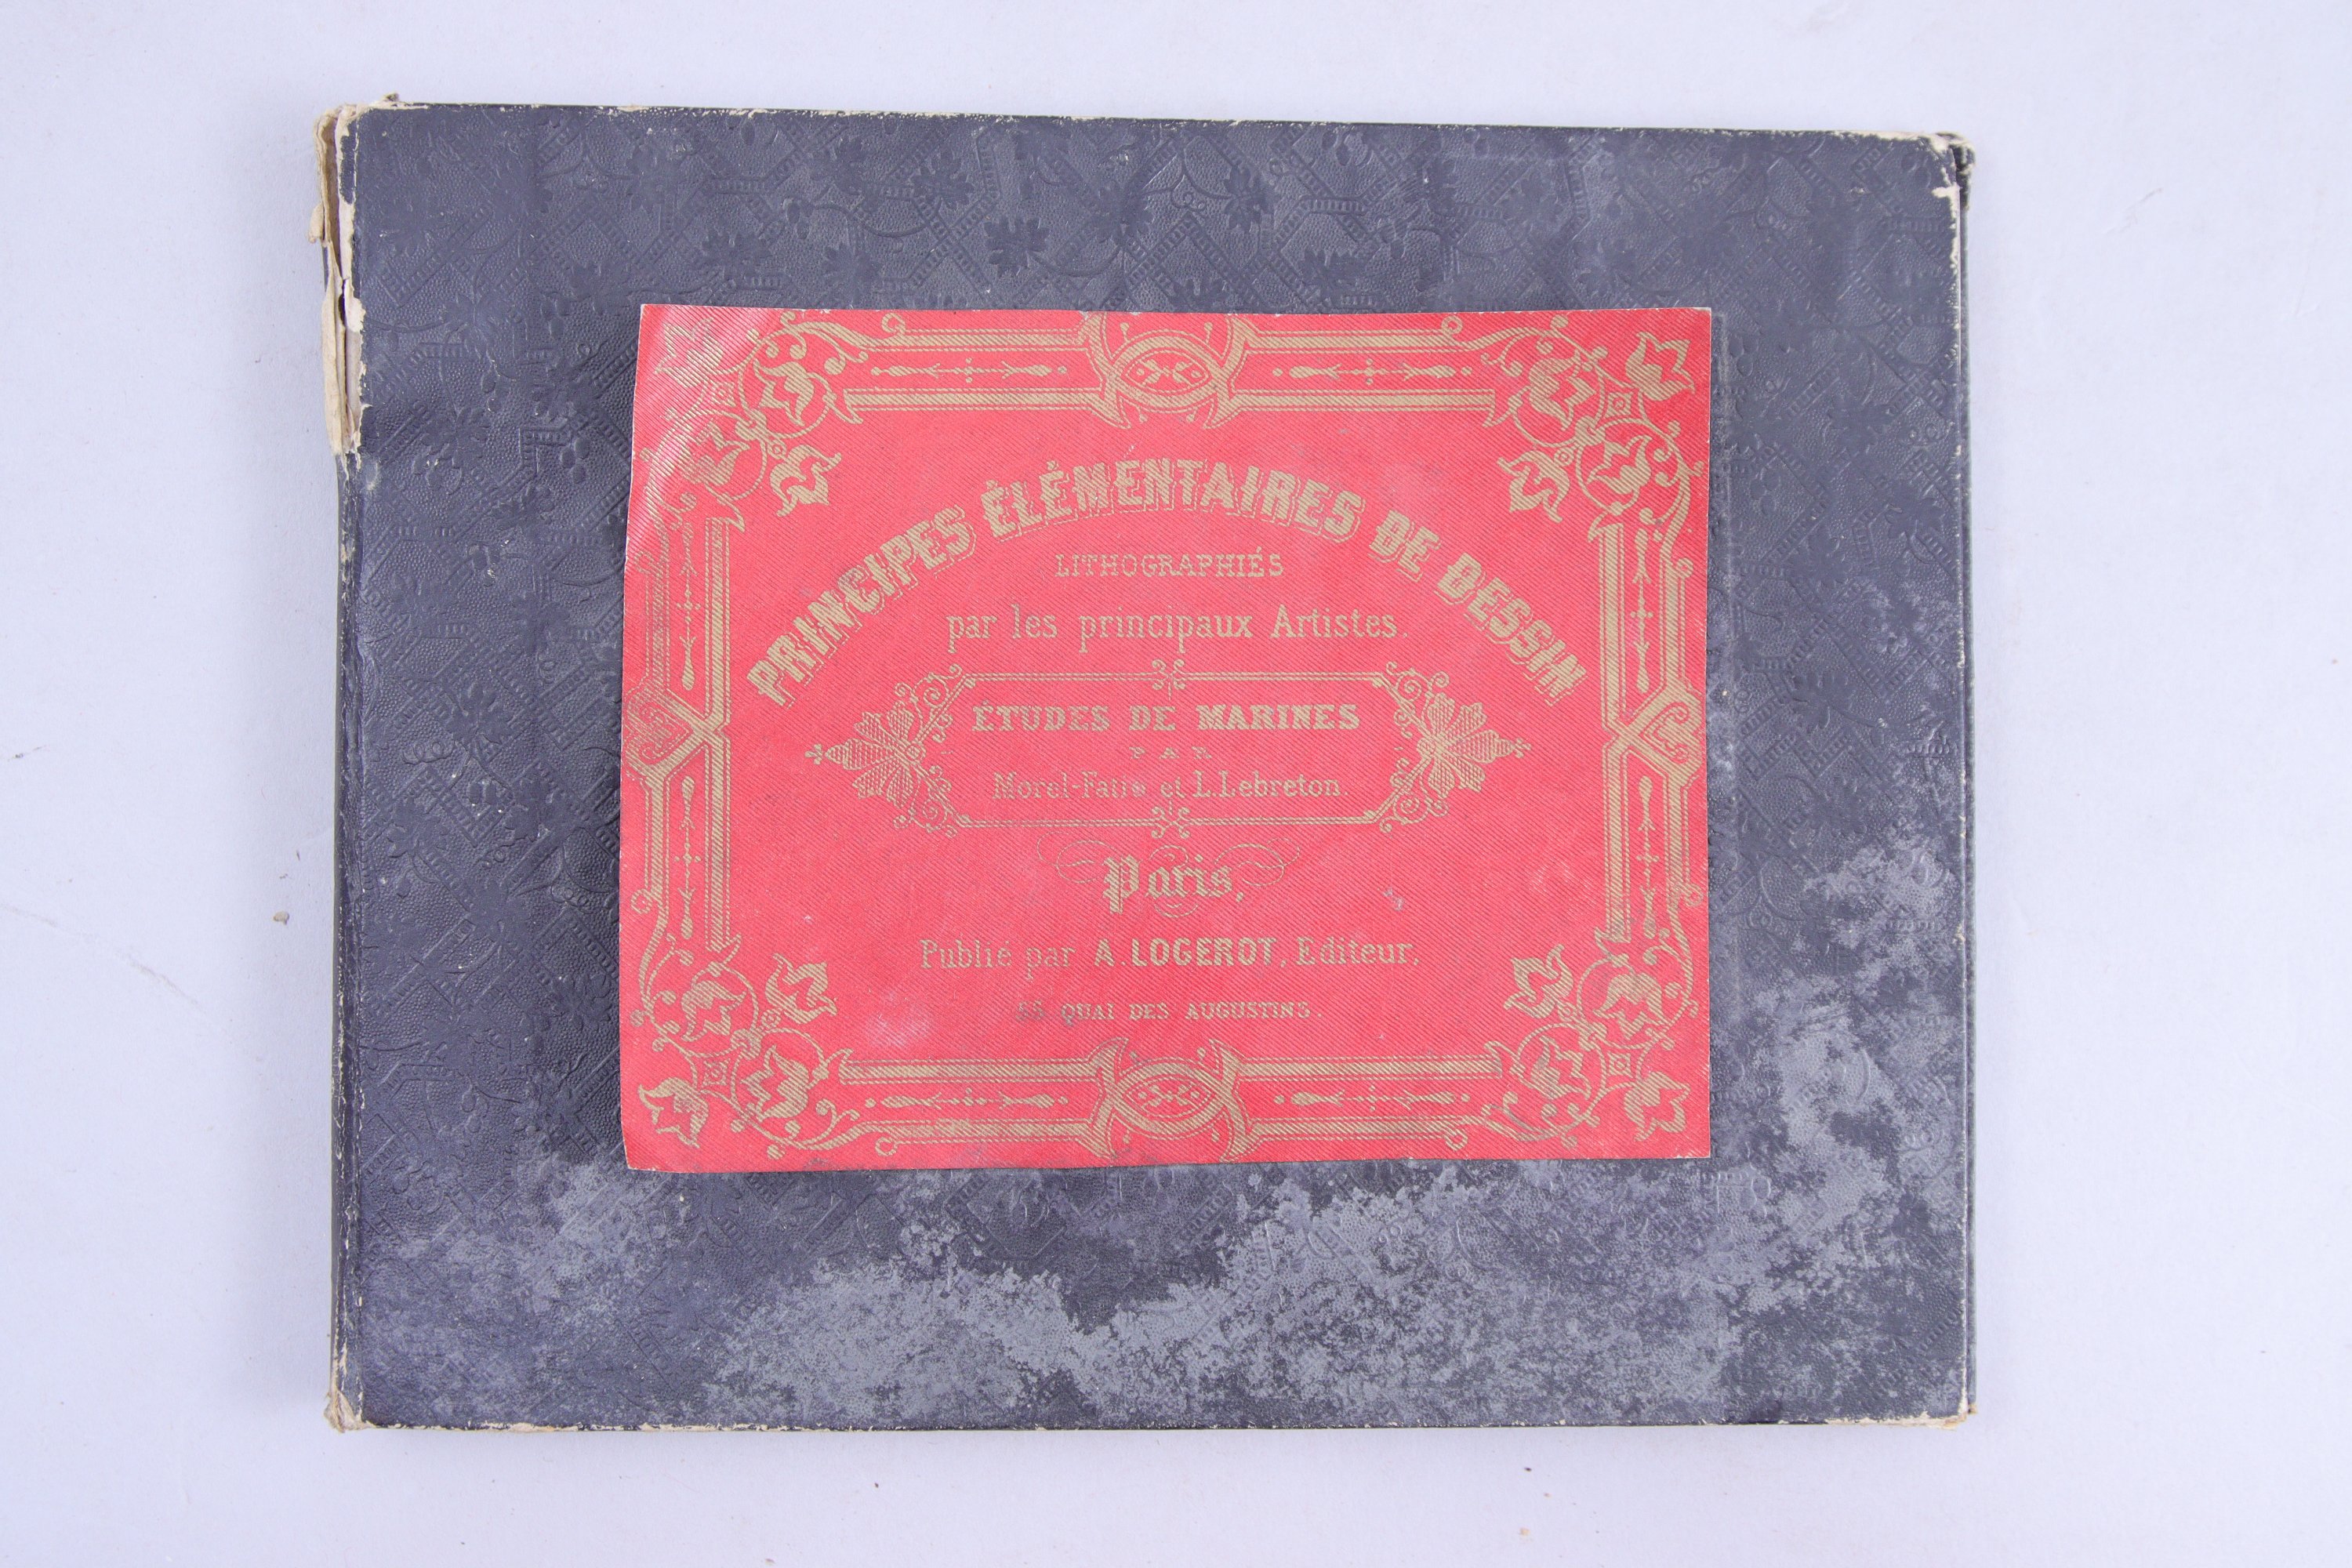 PRINCIPES ÉLÉMENTAIRES DE DESSIN
LITHOGRAPHIÉS
par les principaux Artistes.
ÉTUDES DE MARINES
PAR
Morel-Fatio et L. Lebreton.
Paris,
Publié par A. LOGEROT, Editeur,
55 QUAI DES AUGUSTINS.